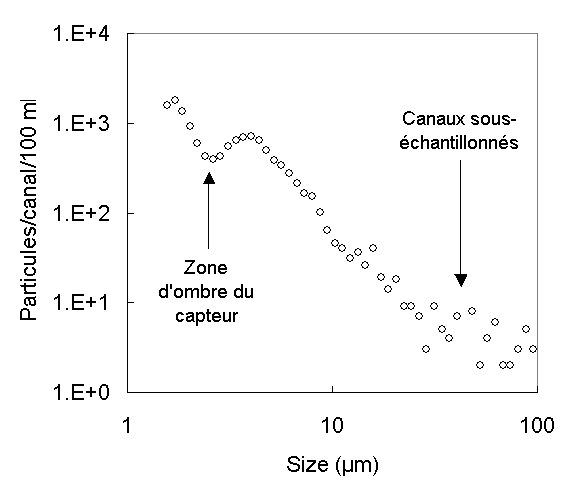 1.E+4
1.E+3
1.E+2
1.E+1
1.E+0
Particules/canal/100 ml
Canaux sous-
échantillonnés
Zone
d'ombre du
capteur
1
10
100
Size (µm)